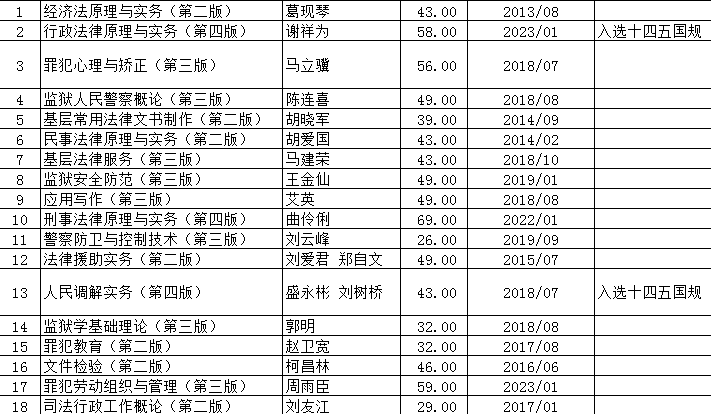 1 经济法原理与实务（第二版） 葛现琴 43.00 2013/08
2 行政法律原理与实务（第四版） 谢祥为 58.00 2023/01 入选十四五国规
3 罪犯心理与矫正（第三版） 马立骥 56.00 2018/07
4 监狱人民警察概论（第三版） 陈连喜 49.00 2018/08
5 基层常用法律文书制作（第二版） 胡晓军 39.00 2014/09
6 民事法律原理与实务（第二版） 胡爱国 43.00 2014/02
7 基层法律服务（第三版） 马建荣 43.00 2018/10
8 监狱安全防范（第三版） 王金仙 49.00 2019/01
9 应用写作（第三版） 艾英 49.00 2018/08
10 刑事法律原理与实务（第四版） 曲伶俐 69.00 2022/01
11 警察防卫与控制技术（第三版） 刘云峰 26.00 2019/09
12 法律援助实务（第二版） 刘爱君 郑自文 49.00 2015/07
13 人民调解实务（第四版） 盛永彬 刘树桥 43.00 2018/07 入选十四五国规
14 监狱学基础理论（第三版） 郭明 32.00 2018/08
15 罪犯教育（第二版） 赵卫宽 32.00 2017/08
16 文件检验（第二版） 柯昌林 46.00 2016/06
17 罪犯劳动组织与管理（第三版） 周雨臣 59.00 2023/01
18 司法行政工作概论（第二版） 刘友江 29.00 2017/01